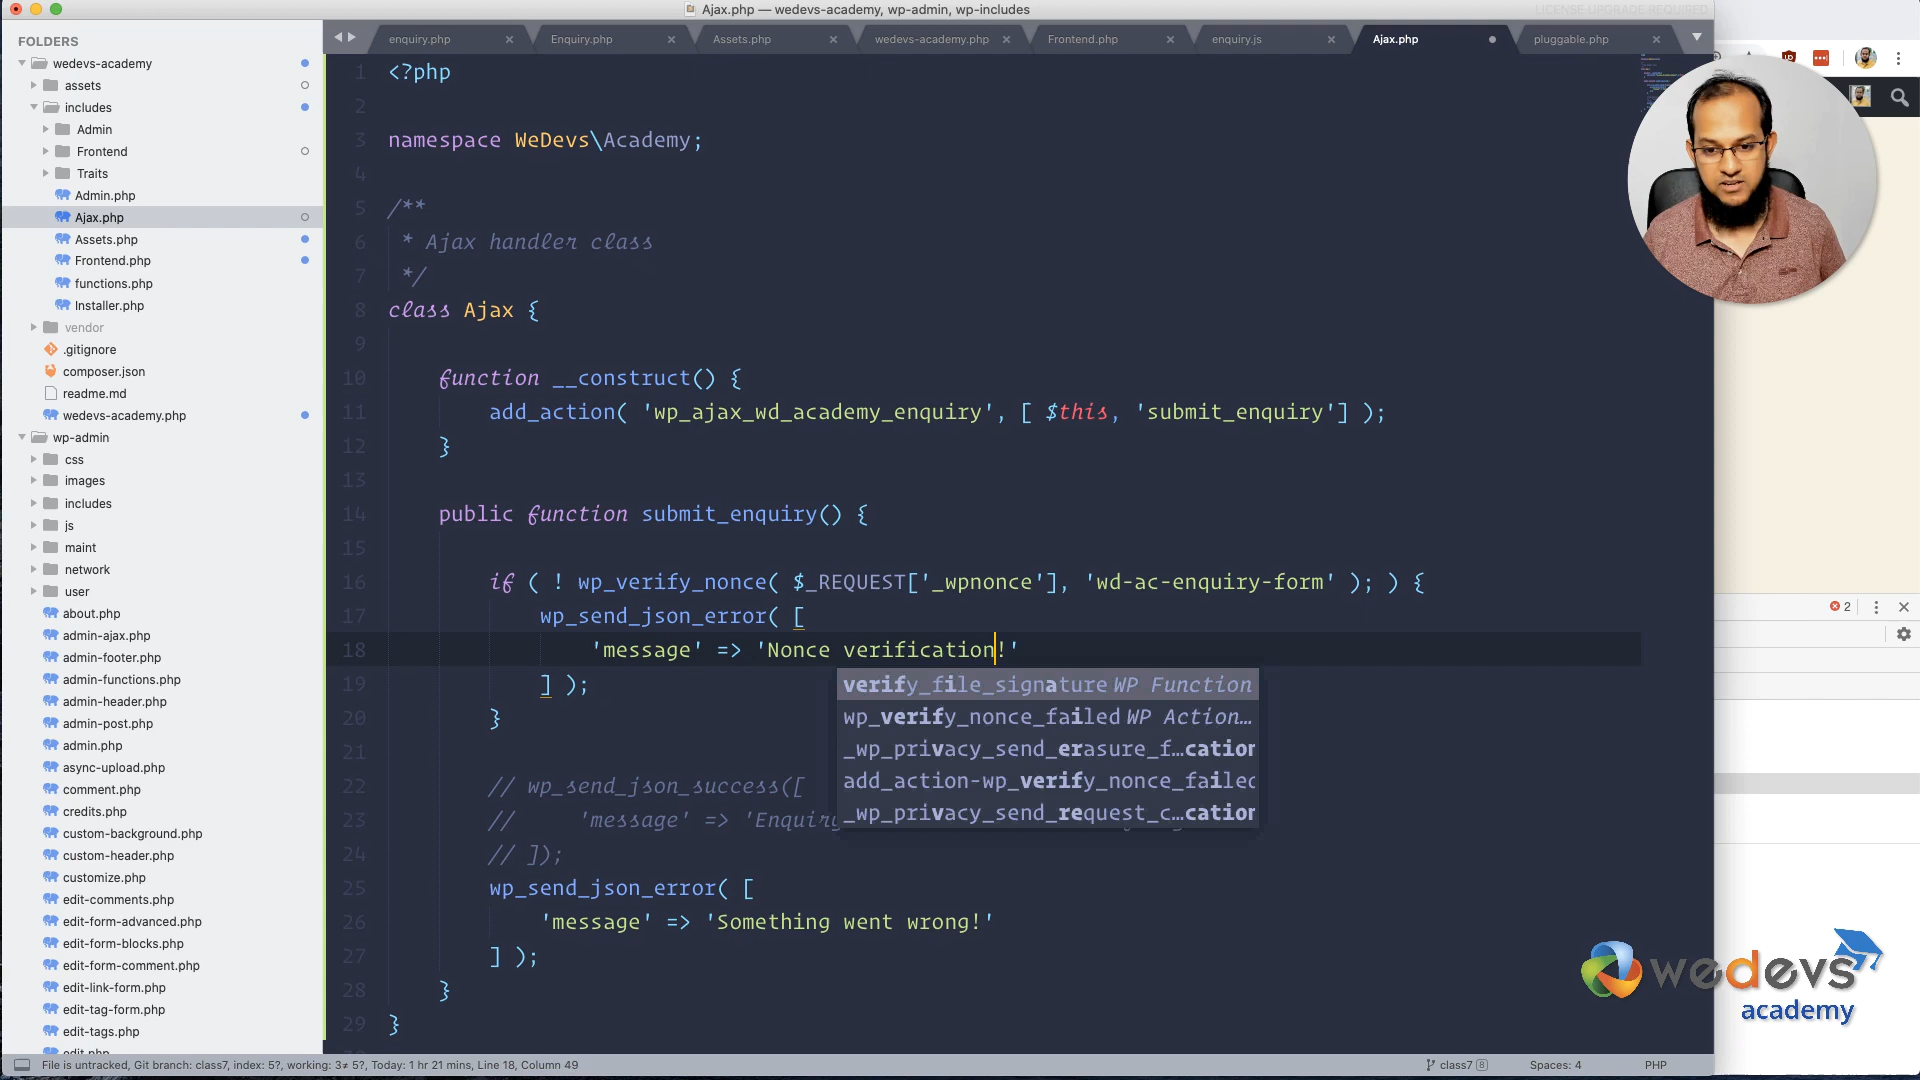 Ajax.php — wedevs-academy, wp-admin, wp-includes
LICENSE UPGRADE REQUIRED
FOLDERS
wedevs-academy
assets
includes
Admin
Frontend
Traits
Admin.php
Ajax.php
Assets.php
Frontend.php
functions.php
Installer.php
vendor
.gitignore
composer.json
readme.md
wedevs-academy.php
wp-admin
css
images
includes
js
maint
network
user
about.php
admin-ajax.php
admin-footer.php
admin-functions.php
admin-header.php
admin-post.php
admin.php
async-upload.php
comment.php
credits.php
custom-background.php
custom-header.php
customize.php
edit-comments.php
edit-form-advanced.php
edit-form-blocks.php
edit-form-comment.php
edit-link-form.php
edit-tag-form.php
edit-tags.php
edit.php
enquiry.php
Enquiry.php
Assets.php
wedevs-academy.php
Frontend.php
enquiry.js
Ajax.php
pluggable.php
1 <?php
2
3 namespace WeDevs\Academy;
4
5 /**
6 * Ajax handler class
7 */
8 class Ajax {
9
10 function __construct() {
11 add_action( 'wp_ajax_wd_academy_enquiry', [ $this, 'submit_enquiry'] );
12 }
13
14 public function submit_enquiry() {
15
16 if ( ! wp_verify_nonce( $_REQUEST['_wpnonce'], 'wd-ac-enquiry-form' ); ) {
17 wp_send_json_error( [
18 'message' => 'Nonce verification!'
19 ] );
20 }
21
22 // wp_send_json_success([
23 // 'message' => 'Enquiry
24 // ]);
25 wp_send_json_error( [
26 'message' => 'Something went wrong!'
27 ] );
28 }
29 }
verify_file_signature WP Function
wp_verify_nonce_failed WP Action…
_wp_privacy_send_erasure_f…cation
add_action-wp_verify_nonce_failed
_wp_privacy_send_request_c…cation
2
wedevs
academy
File is untracked, Git branch: class7, index: 5?, working: 3≠ 5?, Today: 1 hr 21 mins, Line 18, Column 49
class7 8
Spaces: 4
PHP